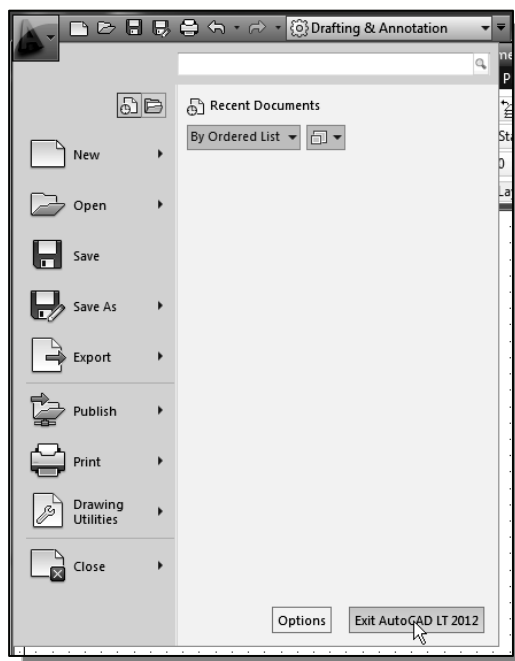 Drafting & Annotation
Recent Documents
By Ordered List
New
Open
Save
Save As
Export
Publish
Print
Drawing
Utilities
Close
Options
Exit AutoCAD LT 2012